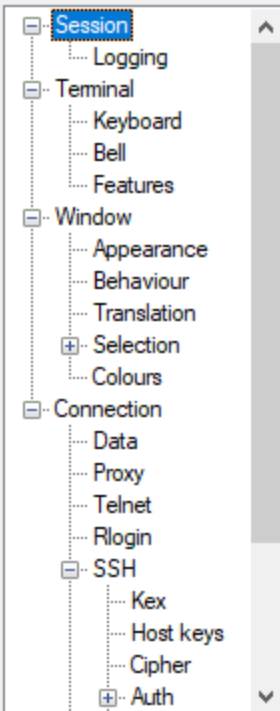 Session
Logging
Terminal
Keyboard
Bell
Features
Window
Appearance
Behaviour
Translation
Selection
Colours
Connection
Data
Proxy
Telnet
Rlogin
SSH
Kex
Host keys
Cipher
Auth